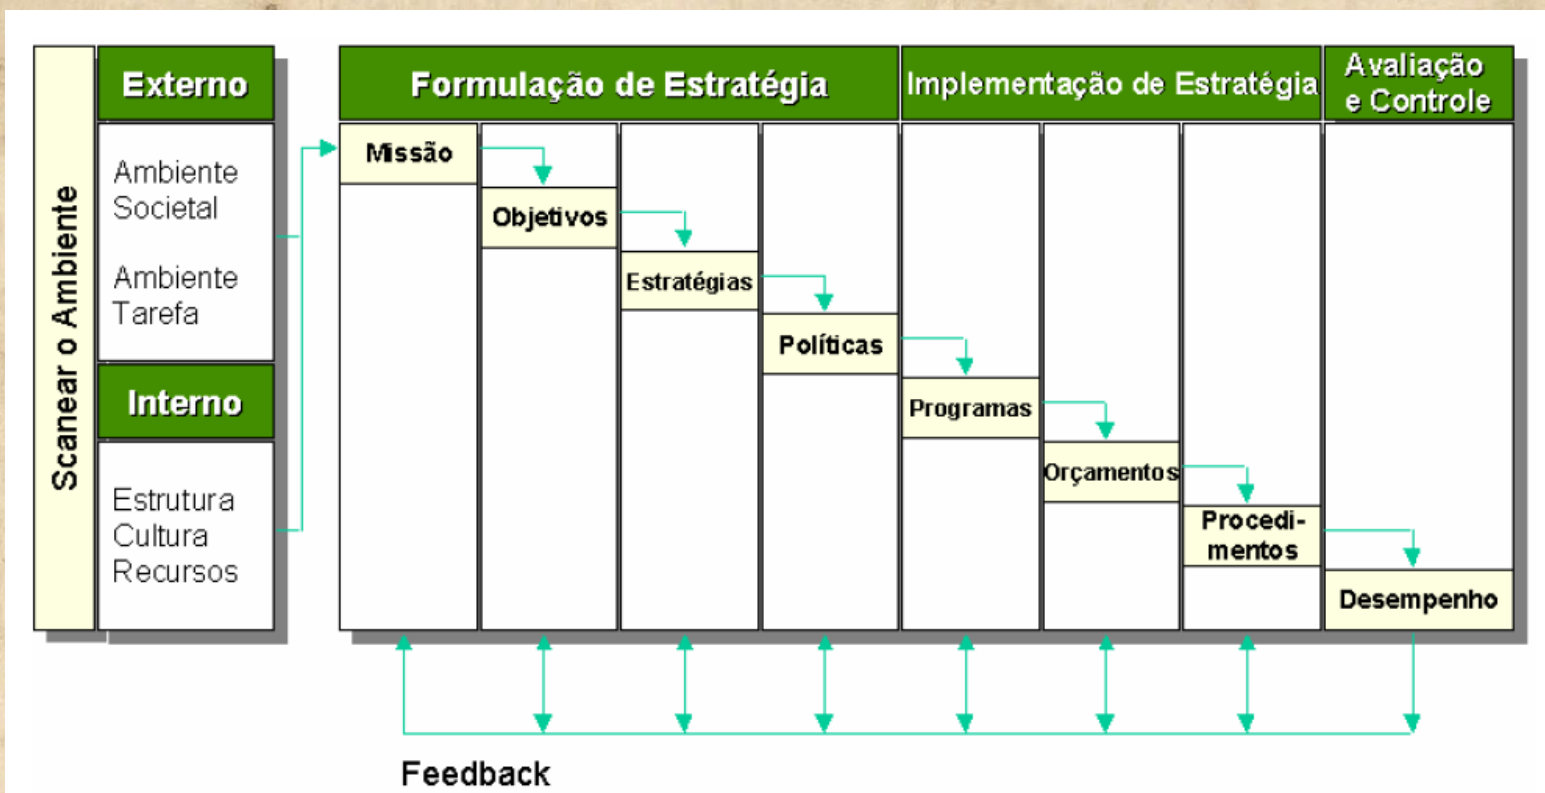 Scanear o Ambiente
Externo
Ambiente
Societal
Ambiente
Tarefa
Interno
Estrutura
Cultura
Recursos
Formulação de Estratégia
Implementação de Estratégia
Avaliação
e Controle
Missão
Objetivos
Estratégias
Políticas
Programas
Orçamentos
Procedi-
mentos
Desempenho
Feedback